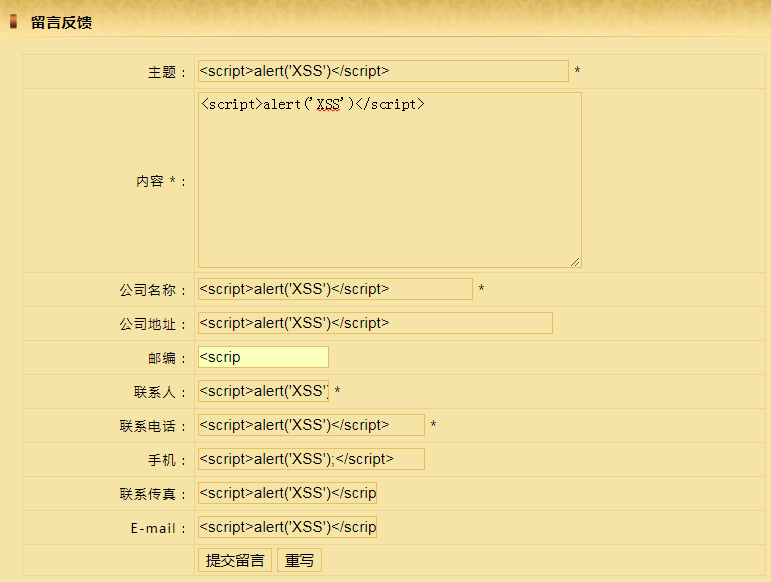 留言反馈
主题： <script>alert('XSS')</script> *
内容 *： <script>alert('XSS')</script>
公司名称： <script>alert('XSS')</script> *
公司地址： <script>alert('XSS')</script>
邮编： <scrip
联系人： <script>alert('XSS' *
联系电话： <script>alert('XSS')</script> *
手机： <script>alert('XSS');</script>
联系传真： <script>alert('XSS')</scrip
E-mail： <script>alert('XSS')</scrip
提交留言 重写